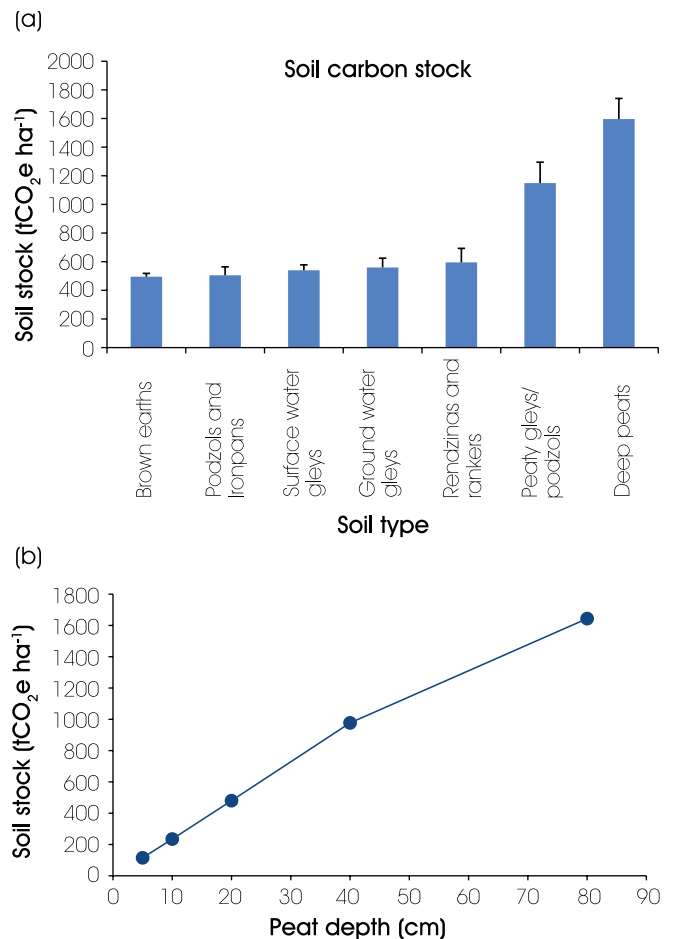 (a)
Soil carbon stock
Soil stock (tCO2e ha-1)
2000
1800
1600
1400
1200
1000
800
600
400
200
0
Brown earths
Podzols and
Ironpans
Surface water
gleys
Ground water
gleys
Rendzinas and
rankers
Peaty gleys/
podzols
Deep peats
Soil type
(b)
Soil stock (tCO2e ha-1)
1800
1600
1400
1200
1000
800
600
400
200
0
0 10 20 30 40 50 60 70 80 90
Peat depth (cm)